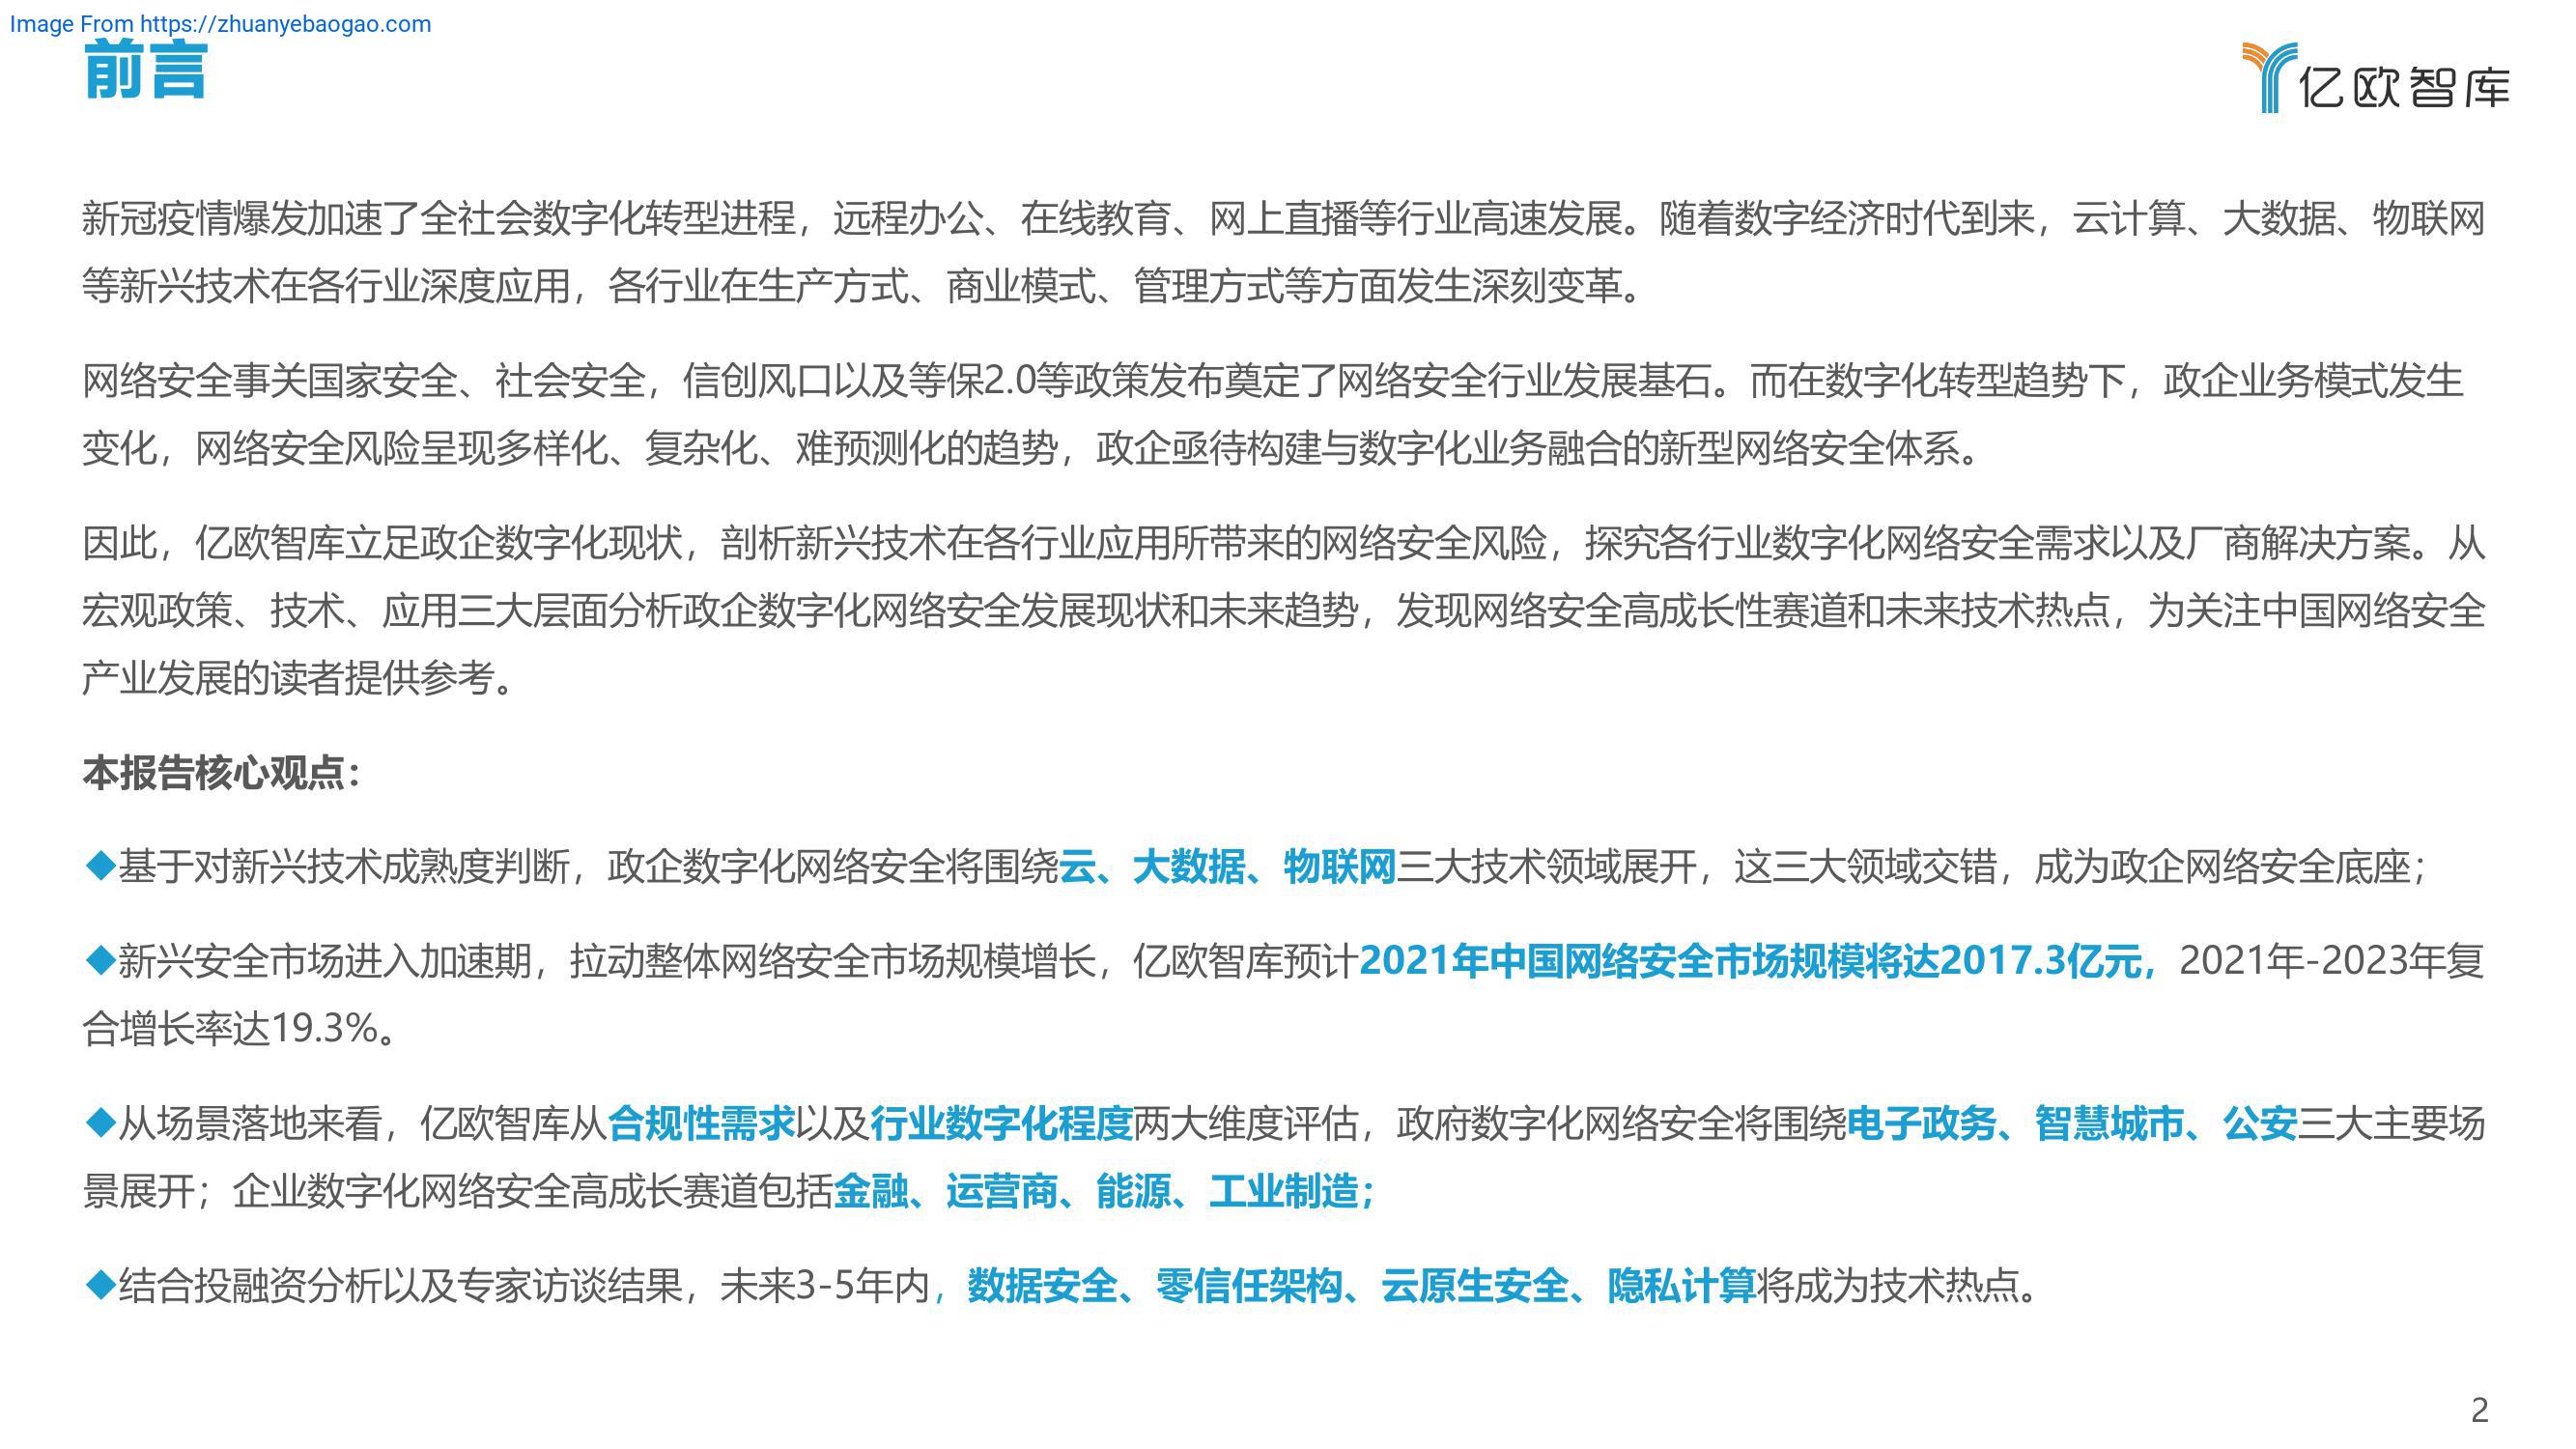 Image From https://zhuanyebaogao.com
前言
亿欧智库
新冠疫情爆发加速了全社会数字化转型进程，远程办公、在线教育、网上直播等行业高速发展。随着数字经济时代到来，云计算、大数据、物联网
等新兴技术在各行业深度应用，各行业在生产方式、商业模式、管理方式等方面发生深刻变革。
网络安全事关国家安全、社会安全，信创风口以及等保2.0等政策发布奠定了网络安全行业发展基石。而在数字化转型趋势下，政企业务模式发生
变化，网络安全风险呈现多样化、复杂化、难预测化的趋势，政企亟待构建与数字化业务融合的新型网络安全体系。
因此，亿欧智库立足政企数字化现状，剖析新兴技术在各行业应用所带来的网络安全风险，探究各行业数字化网络安全需求以及厂商解决方案。从
宏观政策、技术、应用三大层面分析政企数字化网络安全发展现状和未来趋势，发现网络安全高成长性赛道和未来技术热点，为关注中国网络安全
产业发展的读者提供参考。
本报告核心观点：
◆基于对新兴技术成熟度判断，政企数字化网络安全将围绕云、大数据、物联网三大技术领域展开，这三大领域交错，成为政企网络安全底座；
◆新兴安全市场进入加速期，拉动整体网络安全市场规模增长，亿欧智库预计2021年中国网络安全市场规模将达2017.3亿元，2021年-2023年复
合增长率达19.3%。
◆从场景落地来看，亿欧智库从合规性需求以及行业数字化程度两大维度评估，政府数字化网络安全将围绕电子政务、智慧城市、公安三大主要场
景展开；企业数字化网络安全高成长赛道包括金融、运营商、能源、工业制造；
◆结合投融资分析以及专家访谈结果，未来3-5年内，数据安全、零信任架构、云原生安全、隐私计算将成为技术热点。
2